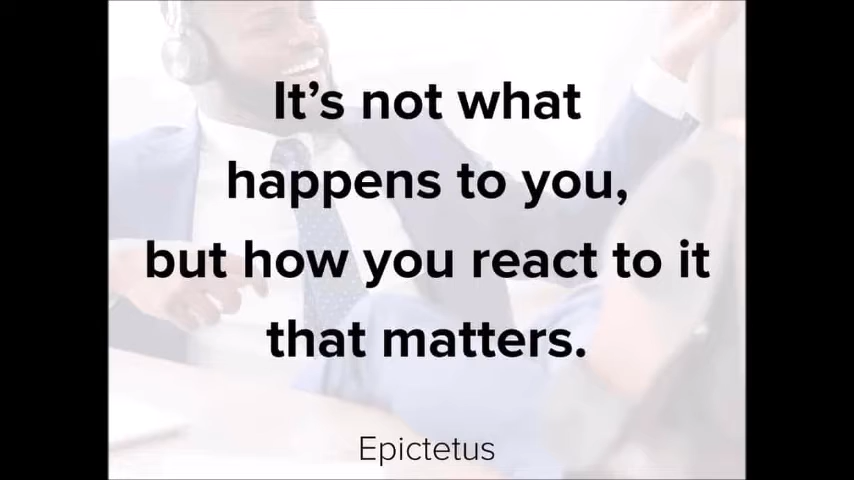 It’s not what
happens to you,
but how you react to it
that matters.
Epictetus